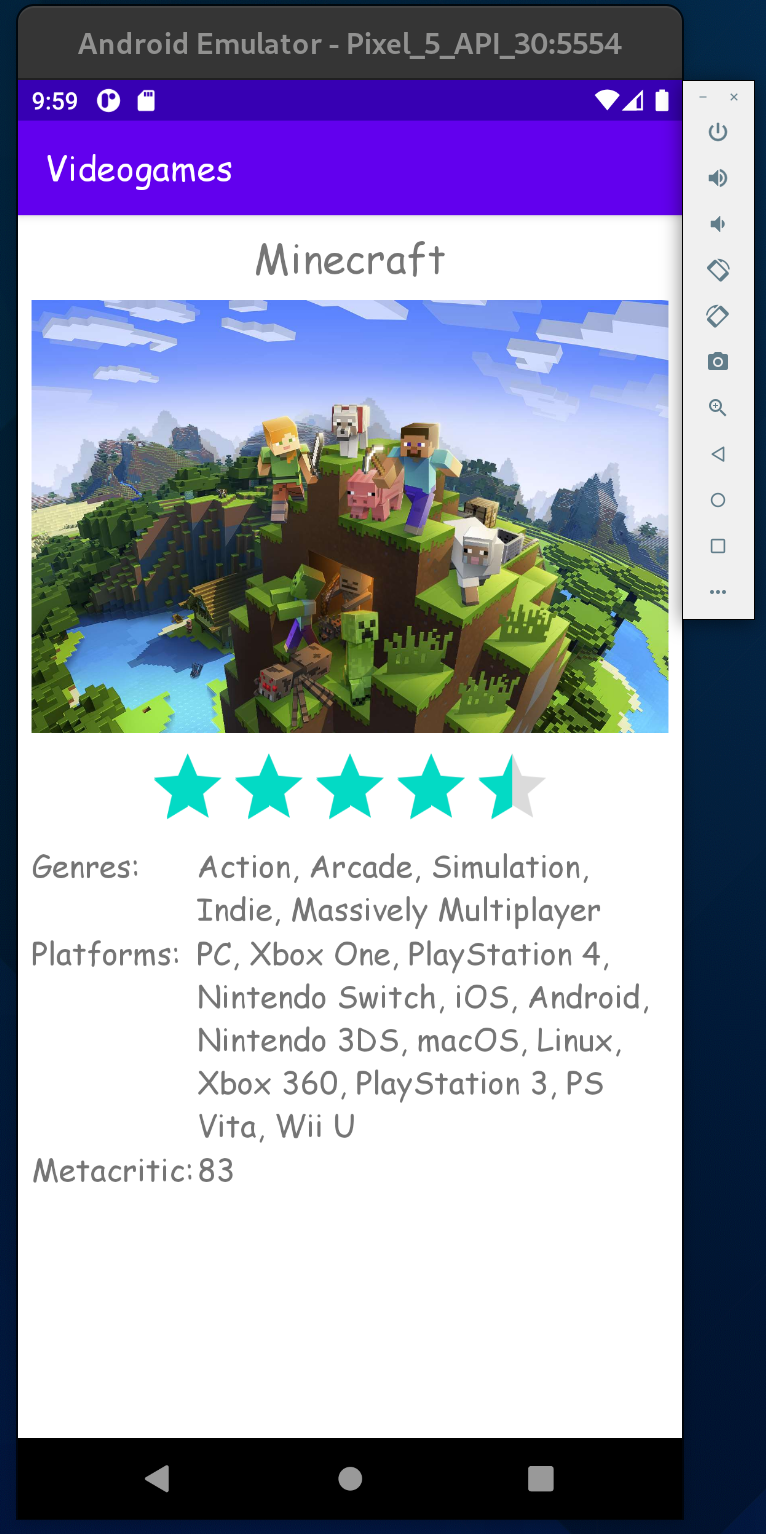 Android Emulator - Pixel_5_API_30:5554
9:59
Videogames
Minecraft
Genres: Action, Arcade, Simulation,
Indie, Massively Multiplayer
Platforms: PC, Xbox One, PlayStation 4,
Nintendo Switch, iOS, Android,
Nintendo 3DS, macOS, Linux,
Xbox 360, PlayStation 3, PS
Vita, Wii U
Metacritic: 83